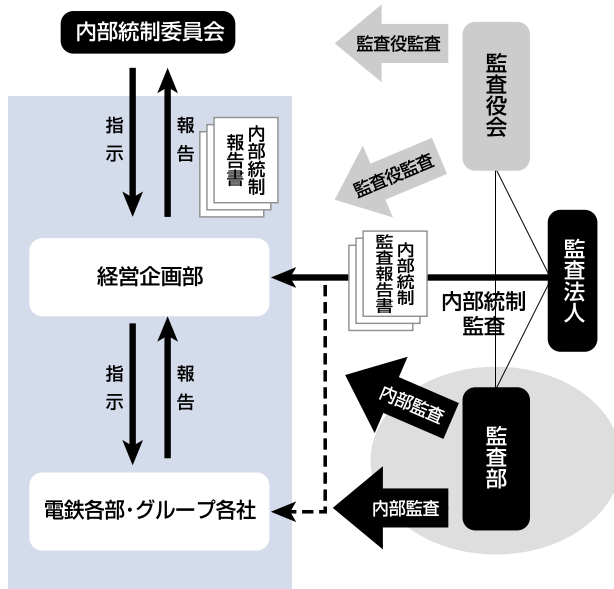 内部統制委員会
監査役監査
監査役会
指示
報告
内部統制
報告書
監査役監査
経営企画部
内部統制
監査報告書
内部統制
監査
監査法人
指示
報告
内部監査
監査部
電鉄各部・グループ各社
内部監査